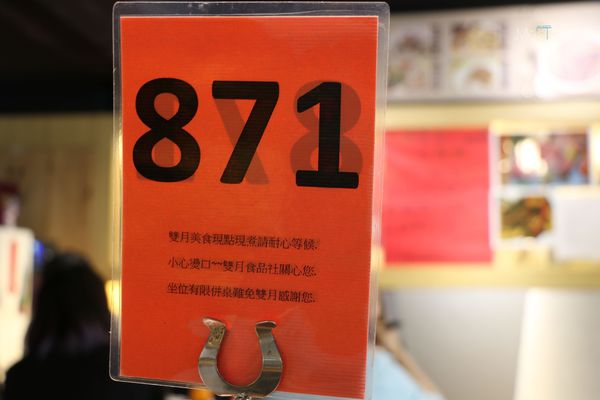 871
雙月美食現點現煮請耐心等候.
小心燙口~~雙月食品社關心您.
坐位有限併桌難免雙月感謝您.